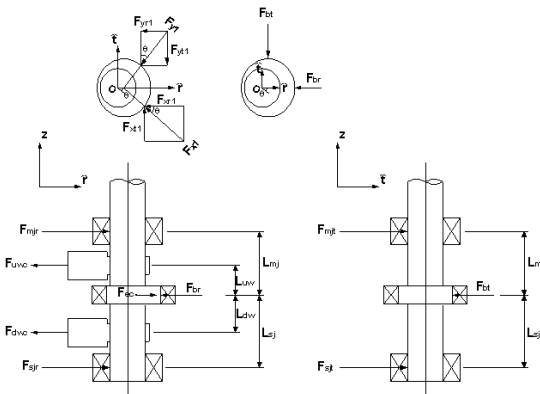 Fyr1
Fy1
Fbt
t̂
θ
Fyt1
o
θ
r̂
Fxr1
θ
Fxt1
Fx1
t̂
o
θ
r̂
Fbr
z
r̂
z
t̂
Fmjr
Fuwc
Fec
Fbr
Fdwc
Fsjr
Luw
Ldw
Lmj
Lsj
Fmjt
Fbt
Fsjt
Lm
Lsj